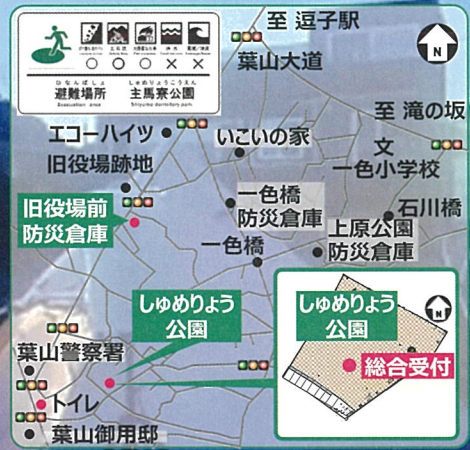 至 逗子駅
葉山大道
N
避難場所
ひなんばしょ
Evacuation area
しゅめりょうこうえん
主馬寮公園
○ ○ ○ × ×
至 滝の坂
エコーハイツ
いこいの家
文
一色小学校
旧役場跡地
旧役場前
防災倉庫
一色橋
防災倉庫
石川橋
上原公園
防災倉庫
一色橋
しゅめりょう
公園
しゅめりょう
公園
N
総合受付
葉山警察署
トイレ
葉山御用邸